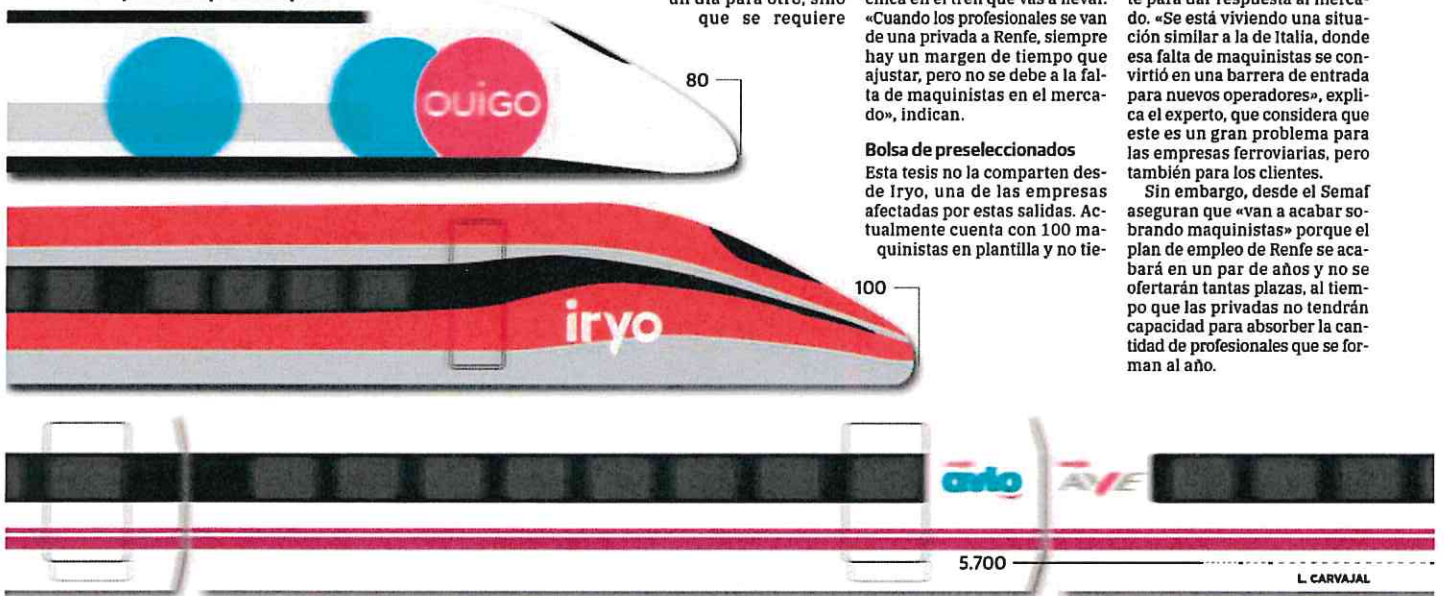 que se requiere
«Cuando los profesionales se van
de una privada a Renfe, siempre
hay un margen de tiempo que
ajustar, pero no se debe a la fal-
ta de maquinistas en el merca-
do», indican.
Bolsa de preseleccionados
Esta tesis no la comparten des-
de Iryo, una de las empresas
afectadas por estas salidas. Ac-
tualmente cuenta con 100 ma-
quinistas en plantilla y no tie-
te para dar respuesta al merca-
do. «Se está viviendo una situa-
ción similar a la de Italia, donde
esa falta de maquinistas se con-
virtió en una barrera de entrada
para nuevos operadores», expli-
ca el experto, que considera que
este es un gran problema para
las empresas ferroviarias, pero
también para los clientes.
Sin embargo, desde el Semaf
aseguran que «van a acabar so-
brando maquinistas» porque el
plan de empleo de Renfe se aca-
bará en un par de años y no se
ofertarán tantas plazas, al tiem-
po que las privadas no tendrán
capacidad para absorber la can-
tidad de profesionales que se for-
man al año.
80
OUIGO
100
iryo
avlo
AVE
5.700
L. CARVAJAL